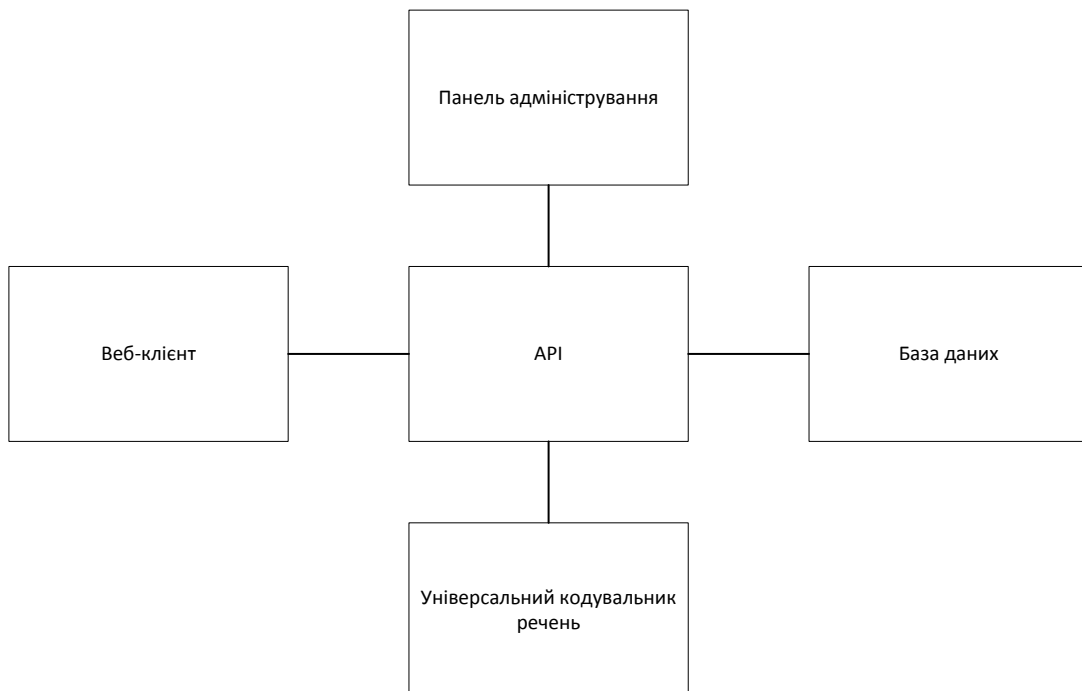 Панель адміністрування
Веб-клієнт
API
База даних
Універсальний кодувальник
речень